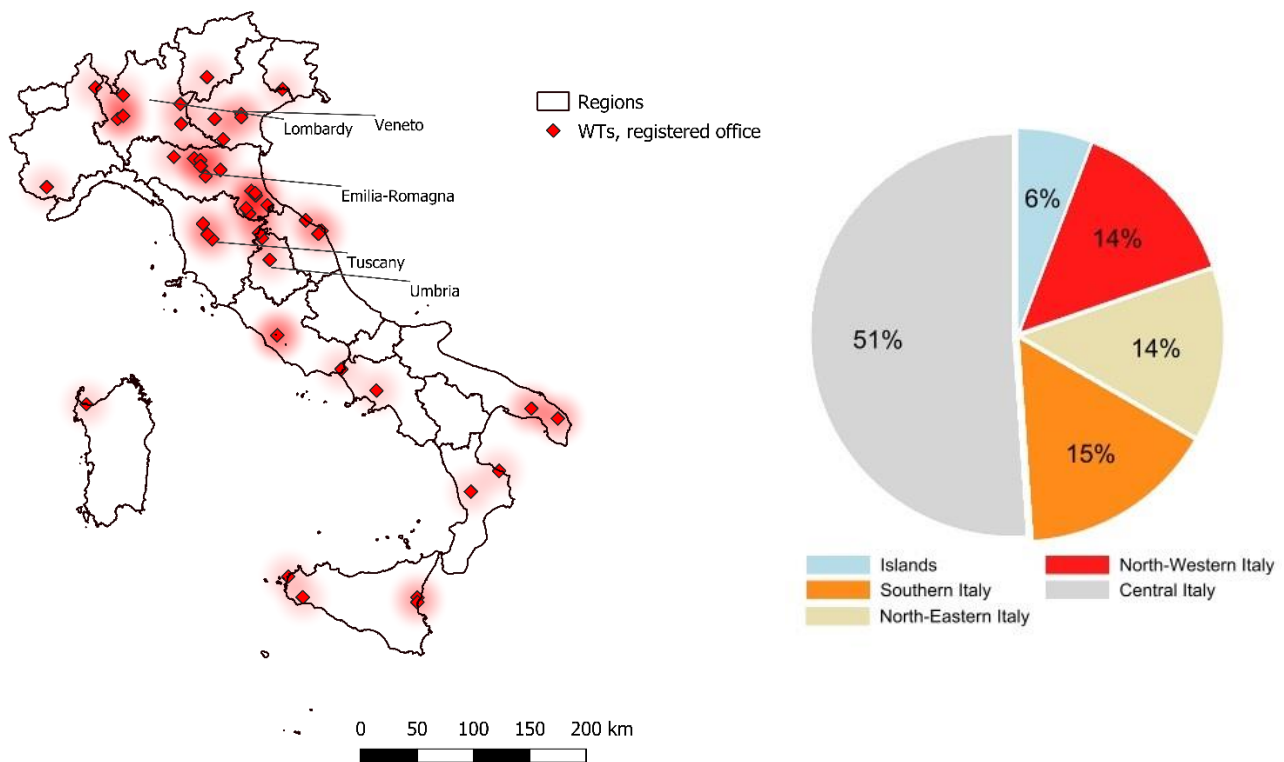 Regions
WTs, registered office
Veneto
Lombardy
Emilia-Romagna
Tuscany
Umbria
0 50 100 150 200 km
6%
14%
14%
15%
51%
Islands
North-Western Italy
Southern Italy
Central Italy
North-Eastern Italy